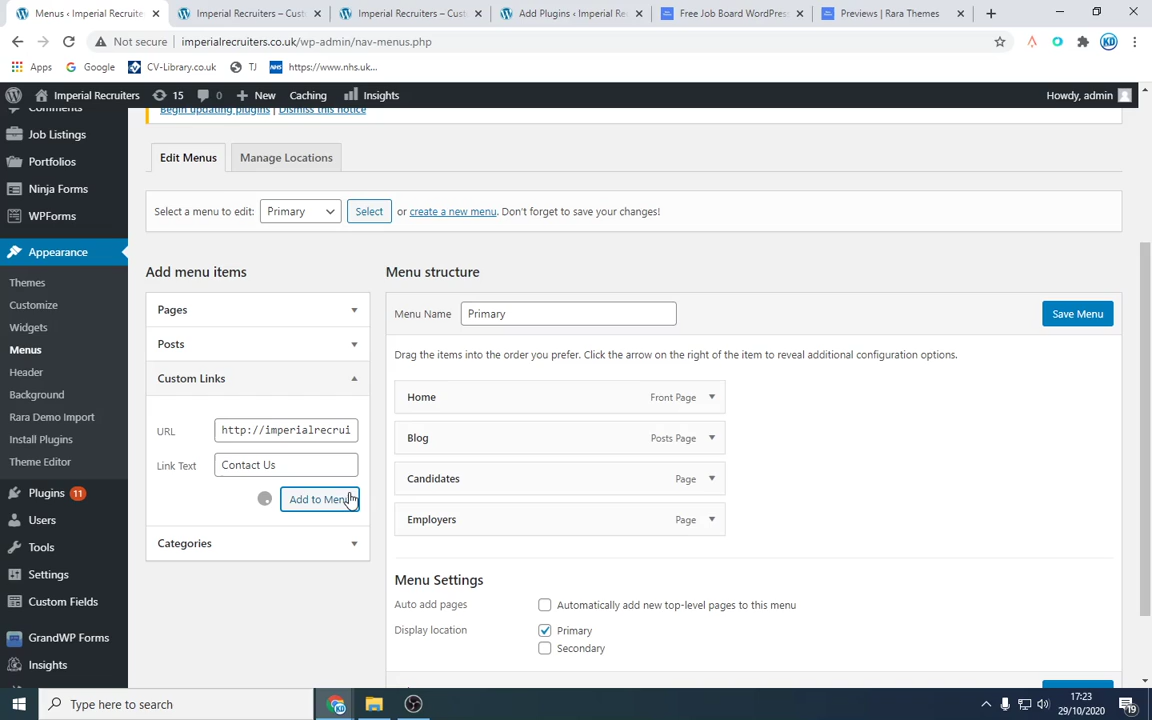 Menus ‹ Imperial Recruite
Imperial Recruiters – Cust
Imperial Recruiters – Cust
Add Plugins ‹ Imperial Re
Free Job Board WordPres
Previews | Rara Themes
Not secure
imperialrecruiters.co.uk/wp-admin/nav-menus.php
Apps
Google
CV-Library.co.uk
TJ
NHS
https://www.nhs.uk...
Imperial Recruiters
15
0
New
Caching
Insights
Howdy, admin
Comments
Begin updating plugins | Dismiss this notice
Job Listings
Portfolios
Ninja Forms
WPForms
Appearance
Themes
Customize
Widgets
Menus
Header
Background
Rara Demo Import
Install Plugins
Theme Editor
Plugins 11
Users
Tools
Settings
Custom Fields
GrandWP Forms
Insights
Edit Menus
Manage Locations
Select a menu to edit:
Primary
Select
or create a new menu. Don't forget to save your changes!
Add menu items
Pages
Posts
Custom Links
URL
http://imperialrecrui
Link Text
Contact Us
Add to Menu
Categories
Menu structure
Menu Name
Primary
Save Menu
Drag the items into the order you prefer. Click the arrow on the right of the item to reveal additional configuration options.
Home
Front Page
Blog
Posts Page
Candidates
Page
Employers
Page
Menu Settings
Auto add pages
Automatically add new top-level pages to this menu
Display location
Primary
Secondary
Type here to search
KD
17:23
29/10/2020
19